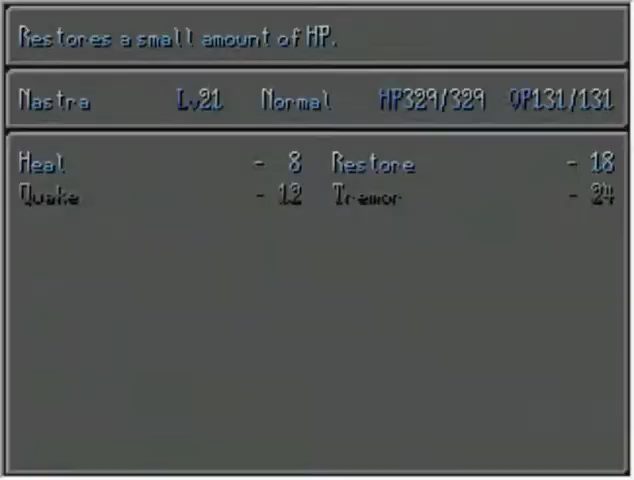 Restores a small amount of HP.
Nastra Lv21 Normal HP329/329 OP131/131
Heal - 8 Restore - 18
Quake - 12 Tremor - 24